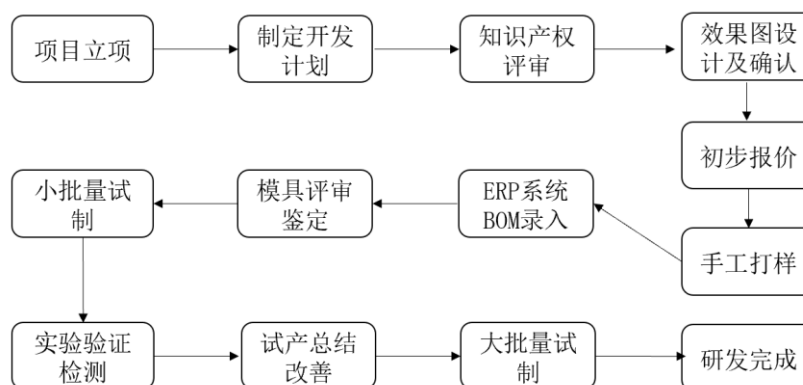 项目立项
制定开发
计划
知识产权
评审
效果图设
计及确认
初步报价
手工打样
ERP系统
BOM录入
模具评审
鉴定
小批量试
制
实验验证
检测
试产总结
改善
大批量试
制
研发完成